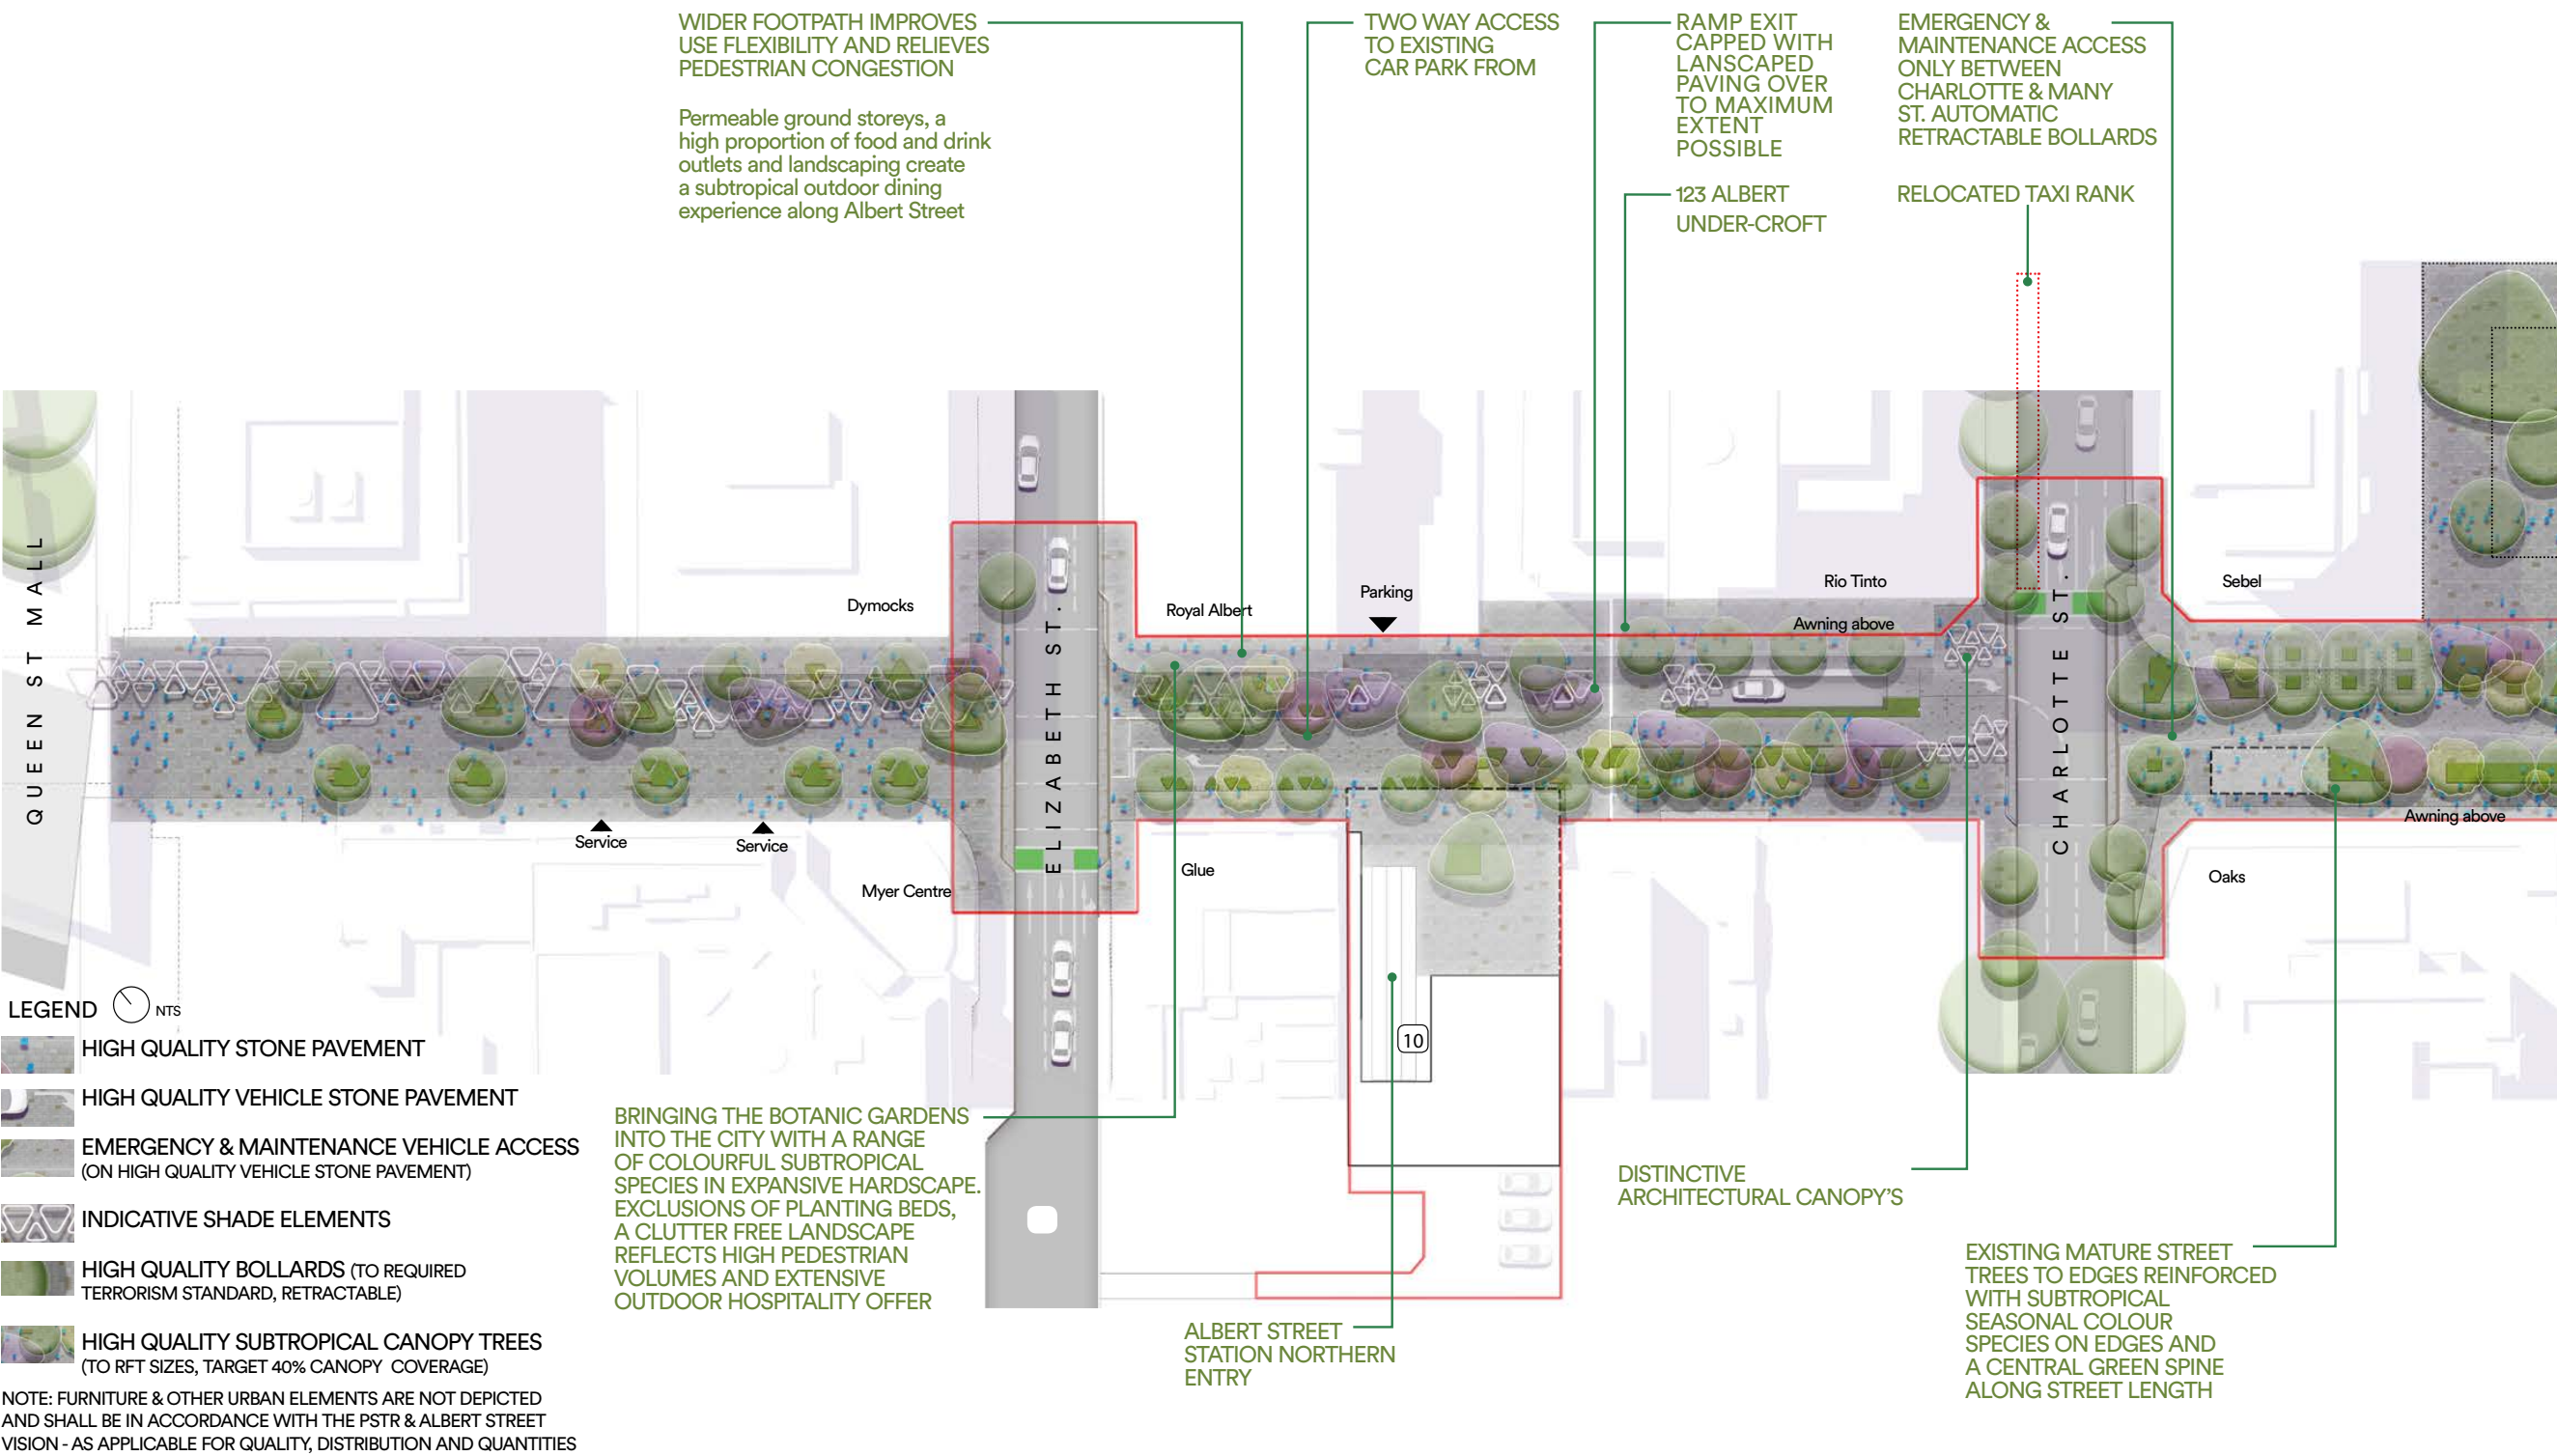 WIDER FOOTPATH IMPROVES
USE FLEXIBILITY AND RELIEVES
PEDESTRIAN CONGESTION
Permeable ground storeys, a
high proportion of food and drink
outlets and landscaping create
a subtropical outdoor dining
experience along Albert Street
TWO WAY ACCESS
TO EXISTING
CAR PARK FROM
RAMP EXIT
CAPPED WITH
LANSCAPED
PAVING OVER
TO MAXIMUM
EXTENT
POSSIBLE
123 ALBERT
UNDER-CROFT
EMERGENCY &
MAINTENANCE ACCESS
ONLY BETWEEN
CHARLOTTE & MANY
ST. AUTOMATIC
RETRACTABLE BOLLARDS
RELOCATED TAXI RANK
QUEEN ST MALL
Dymocks
ELIZABETH ST.
Royal Albert
Parking
Rio Tinto
Awning above
CHARLOTTE ST.
Sebel
Service
Service
Myer Centre
Glue
10
Awning above
Oaks
LEGEND
NTS
HIGH QUALITY STONE PAVEMENT
HIGH QUALITY VEHICLE STONE PAVEMENT
EMERGENCY & MAINTENANCE VEHICLE ACCESS
(ON HIGH QUALITY VEHICLE STONE PAVEMENT)
INDICATIVE SHADE ELEMENTS
HIGH QUALITY BOLLARDS (TO REQUIRED
TERRORISM STANDARD, RETRACTABLE)
HIGH QUALITY SUBTROPICAL CANOPY TREES
(TO RFT SIZES, TARGET 40% CANOPY COVERAGE)
NOTE: FURNITURE & OTHER URBAN ELEMENTS ARE NOT DEPICTED
AND SHALL BE IN ACCORDANCE WITH THE PSTR & ALBERT STREET
VISION - AS APPLICABLE FOR QUALITY, DISTRIBUTION AND QUANTITIES
BRINGING THE BOTANIC GARDENS
INTO THE CITY WITH A RANGE
OF COLOURFUL SUBTROPICAL
SPECIES IN EXPANSIVE HARDSCAPE.
EXCLUSIONS OF PLANTING BEDS,
A CLUTTER FREE LANDSCAPE
REFLECTS HIGH PEDESTRIAN
VOLUMES AND EXTENSIVE
OUTDOOR HOSPITALITY OFFER
ALBERT STREET
STATION NORTHERN
ENTRY
DISTINCTIVE
ARCHITECTURAL CANOPY'S
EXISTING MATURE STREET
TREES TO EDGES REINFORCED
WITH SUBTROPICAL
SEASONAL COLOUR
SPECIES ON EDGES AND
A CENTRAL GREEN SPINE
ALONG STREET LENGTH